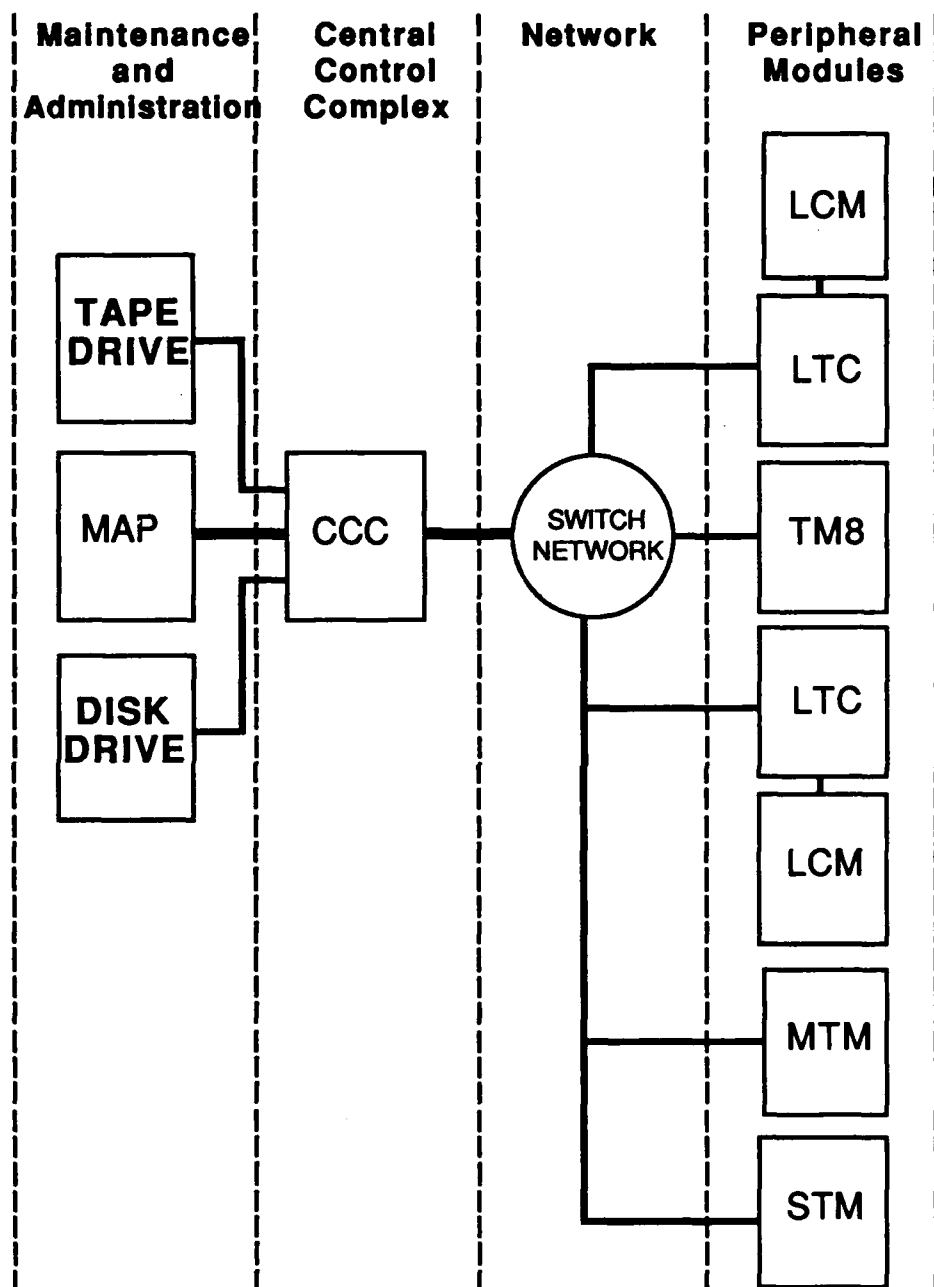 Maintenance
and
Administration
Central
Control
Complex
Network
Peripheral
Modules
LCM
TAPE
DRIVE
LTC
MAP
CCC
SWITCH
NETWORK
TM8
DISK
DRIVE
LTC
LCM
MTM
STM